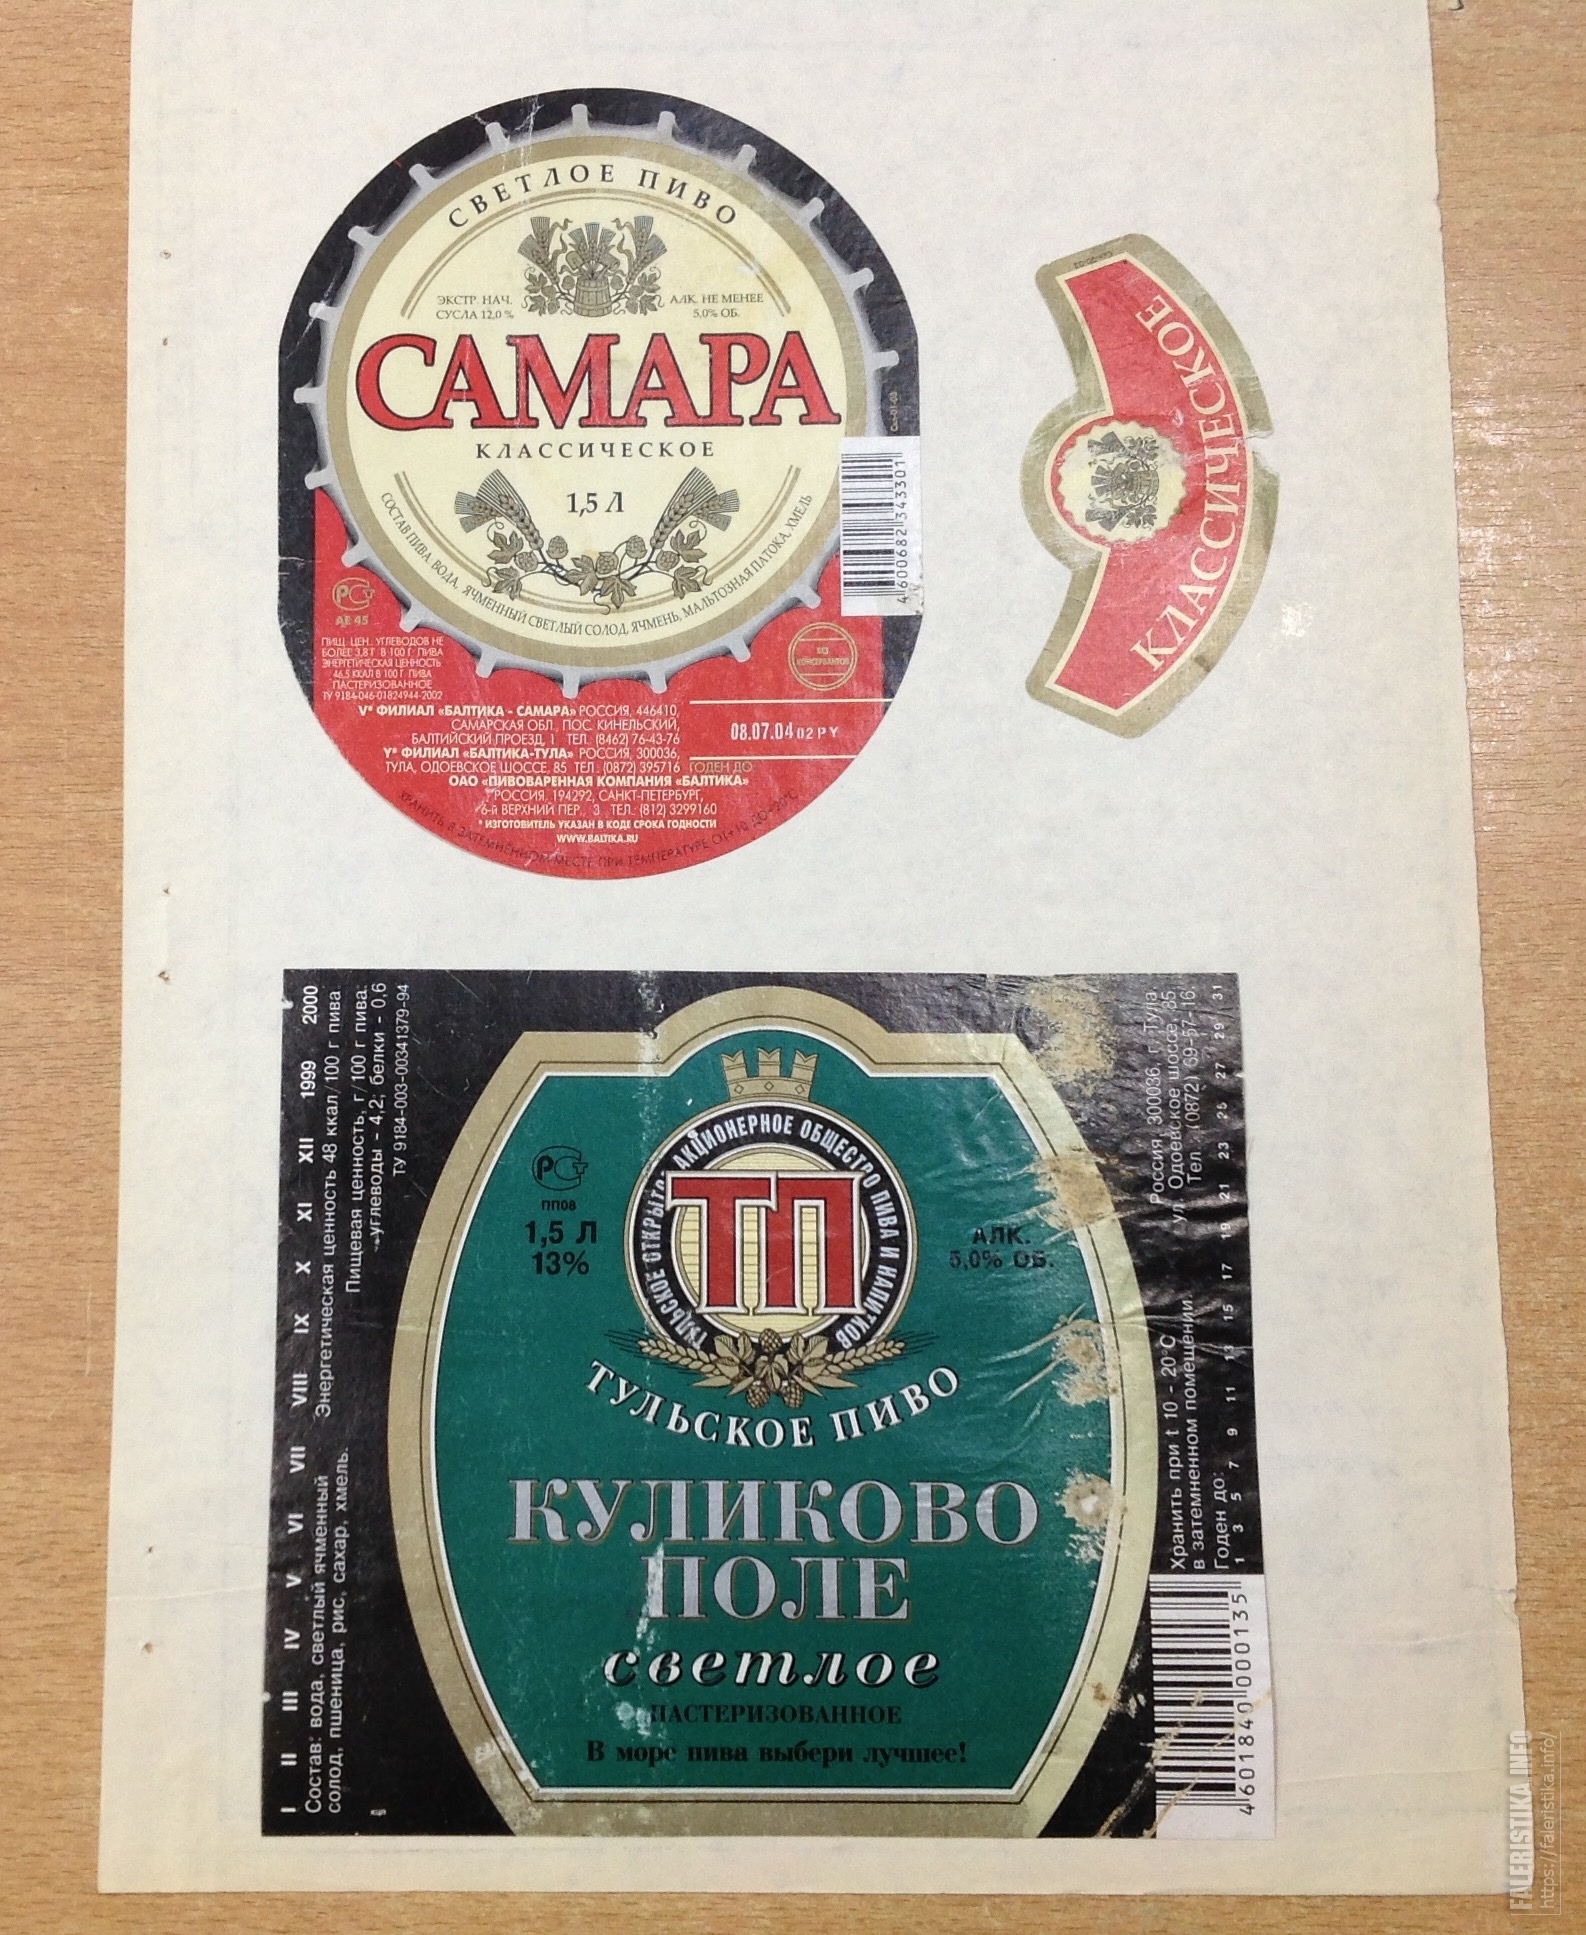 СВЕТЛОЕ ПИВО
ЭКСТР. НАЧ.
СУСЛА 12,0 %
АЛК. НЕ МЕНЕЕ
5,0% ОБ.
САМАРА
КЛАССИЧЕСКОЕ
1,5 Л
СОСТАВ ПИВА: ВОДА, ЯЧМЕННЫЙ СВЕТЛЫЙ СОЛОД, ЯЧМЕНЬ, МАЛЬТОЗНАЯ ПАТОКА, ХМЕЛЬ
4 600682 343301
АЕ 45
ПИЩ. ЦЕН. УГЛЕВОДОВ НЕ
БОЛЕЕ 3,8 Г В 100 Г ПИВА
ЭНЕРГЕТИЧЕСКАЯ ЦЕННОСТЬ
46,5 ККАЛ В 100 Г ПИВА
ПАСТЕРИЗОВАННОЕ
ТУ 9184-046-01824944-2002
БЕЗ
КОНСЕРВАНТОВ
V* ФИЛИАЛ «БАЛТИКА - САМАРА» РОССИЯ, 446410,
САМАРСКАЯ ОБЛ., ПОС. КИНЕЛЬСКИЙ,
БАЛТИЙСКИЙ ПРОЕЗД, 1 ТЕЛ. (8462) 76-43-76
Y* ФИЛИАЛ «БАЛТИКА-ТУЛА» РОССИЯ, 300036,
ТУЛА, ОДОЕВСКОЕ ШОССЕ, 85 ТЕЛ. (0872) 395716
ГОДЕН ДО
08.07.04 02 PY
ОАО «ПИВОВАРЕННАЯ КОМПАНИЯ «БАЛТИКА»
РОССИЯ, 194292, САНКТ-ПЕТЕРБУРГ,
6-й ВЕРХНИЙ ПЕР., 3 ТЕЛ.: (812) 3299160
* ИЗГОТОВИТЕЛЬ УКАЗАН В КОДЕ СРОКА ГОДНОСТИ
WWW.BALTIKA.RU
ХРАНИТЬ В ЗАТЕМНЕННОМ МЕСТЕ ПРИ ТЕМПЕРАТУРЕ ОТ +10 ДО +20°C
КЛАССИЧЕСКОЕ
I II III IV V VI VII VIII IX X XI XII 1999 2000
Состав: вода, светлый ячменный
солод, пшеница, рис, сахар, хмель.
Энергетическая ценность 48 ккал/100 г пива
Пищевая ценность, г/100 г пива:
углеводы - 4,2; белки - 0,6
ТУ 9184-003-00341379-94
ТУЛЬСКОЕ ОТКРЫТОЕ АКЦИОНЕРНОЕ ОБЩЕСТВО ПИВА И НАПИТКОВ
ТП
ПП08
1,5 Л
13%
АЛК.
5,0% ОБ.
ТУЛЬСКОЕ ПИВО
КУЛИКОВО
ПОЛЕ
светлое
ПАСТЕРИЗОВАННОЕ
В море пива выбери лучшее!
Россия, 300036, г. Тула,
ул. Одоевское шоссе, 85
Тел.: (0872) 39-57-16
Хранить при t 10 - 20°C
в затемненном помещении.
Годен до:
1 3 5 7 9 11 13 15 17 19 21 23 25 27 29 31
4 601840 000135
FALERISTIKA.INFO
https://faleristika.info/